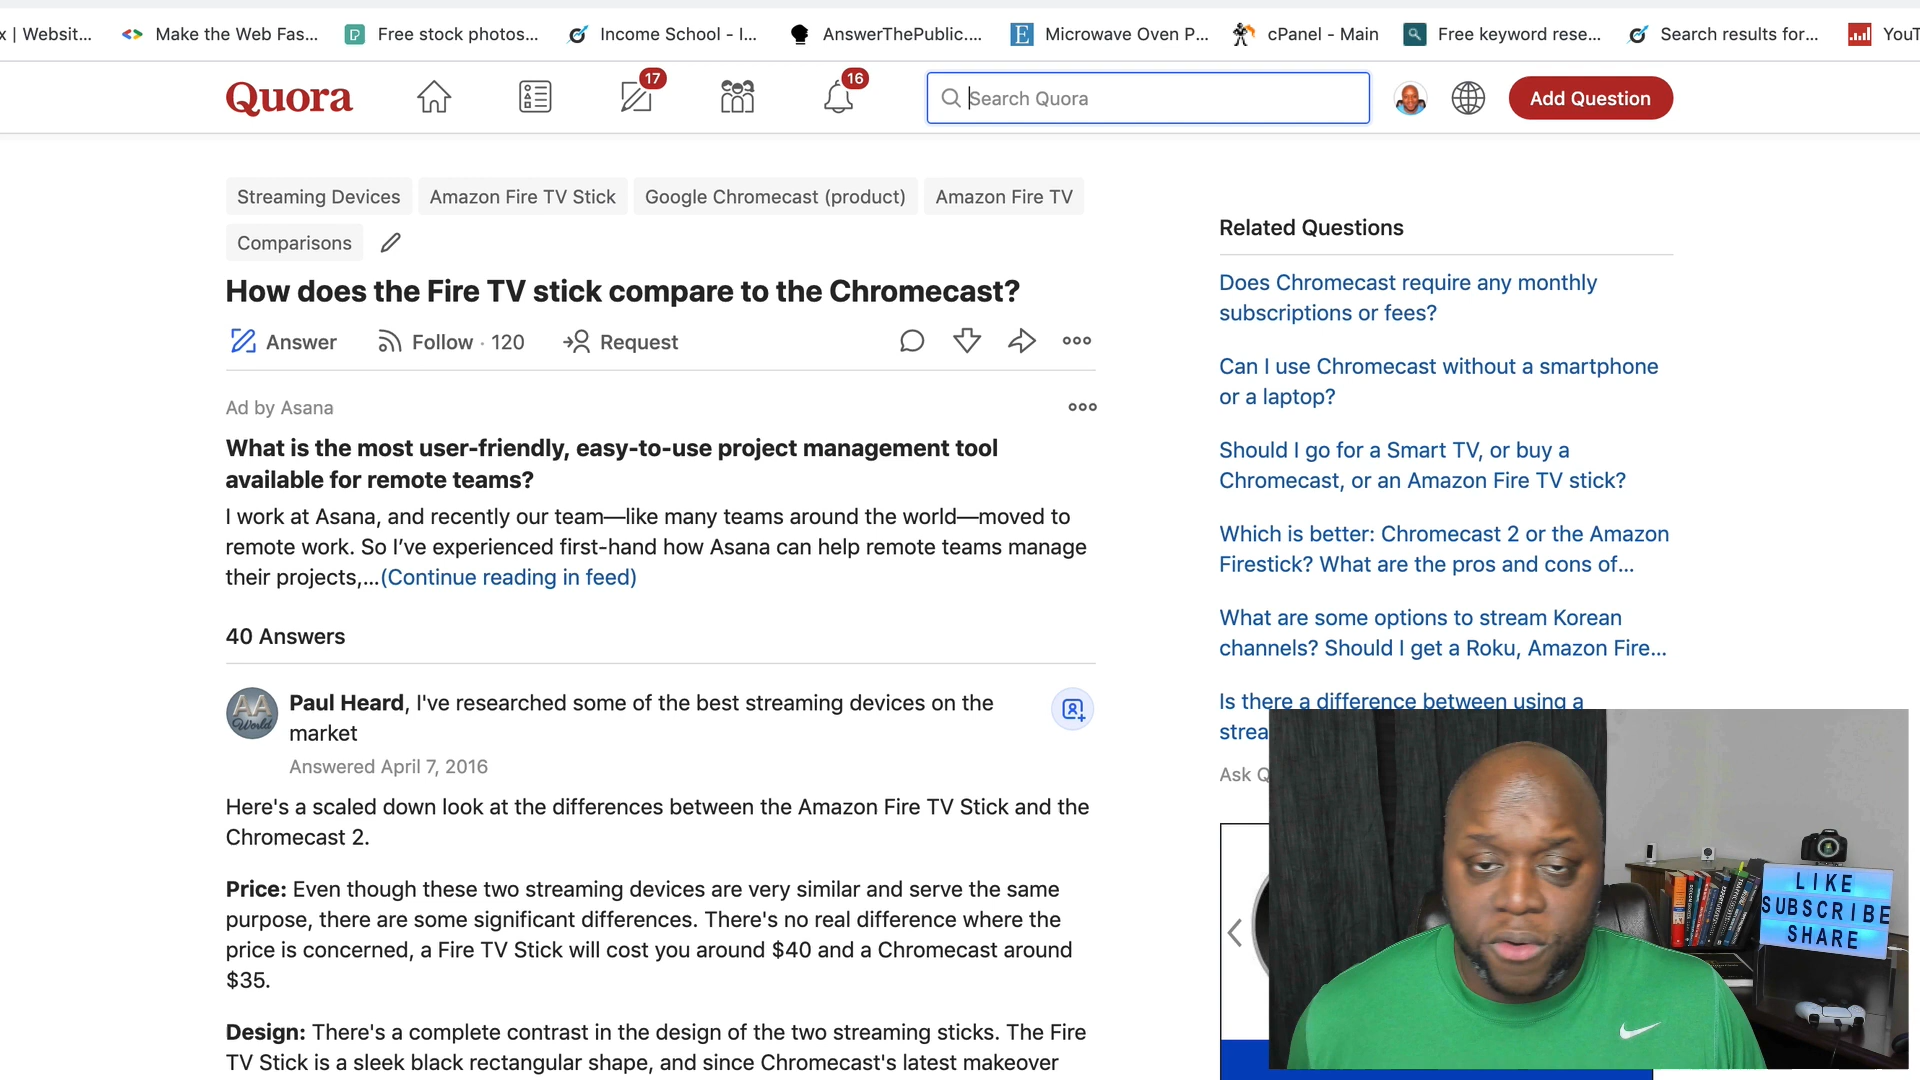 x | Websit...
Make the Web Fas...
Free stock photos...
Income School - I...
AnswerThePublic....
Microwave Oven P...
cPanel - Main
Free keyword rese...
Search results for...
YouT
Quora
17
16
Search Quora
Add Question
Streaming Devices
Amazon Fire TV Stick
Google Chromecast (product)
Amazon Fire TV
Comparisons
How does the Fire TV stick compare to the Chromecast?
Answer
Follow · 120
Request
Ad by Asana
What is the most user-friendly, easy-to-use project management tool
available for remote teams?
I work at Asana, and recently our team—like many teams around the world—moved to
remote work. So I’ve experienced first-hand how Asana can help remote teams manage
their projects,...(Continue reading in feed)
40 Answers
AA
World
Paul Heard, I've researched some of the best streaming devices on the
market
Answered April 7, 2016
Here's a scaled down look at the differences between the Amazon Fire TV Stick and the
Chromecast 2.
Price: Even though these two streaming devices are very similar and serve the same
purpose, there are some significant differences. There's no real difference where the
price is concerned, a Fire TV Stick will cost you around $40 and a Chromecast around
$35.
Design: There's a complete contrast in the design of the two streaming sticks. The Fire
TV Stick is a sleek black rectangular shape, and since Chromecast's latest makeover
Related Questions
Does Chromecast require any monthly
subscriptions or fees?
Can I use Chromecast without a smartphone
or a laptop?
Should I go for a Smart TV, or buy a
Chromecast, or an Amazon Fire TV stick?
Which is better: Chromecast 2 or the Amazon
Firestick? What are the pros and cons of...
What are some options to stream Korean
channels? Should I get a Roku, Amazon Fire...
Is there a difference between using a
strea
Ask Q
LIKE
SUBSCRIBE
SHARE